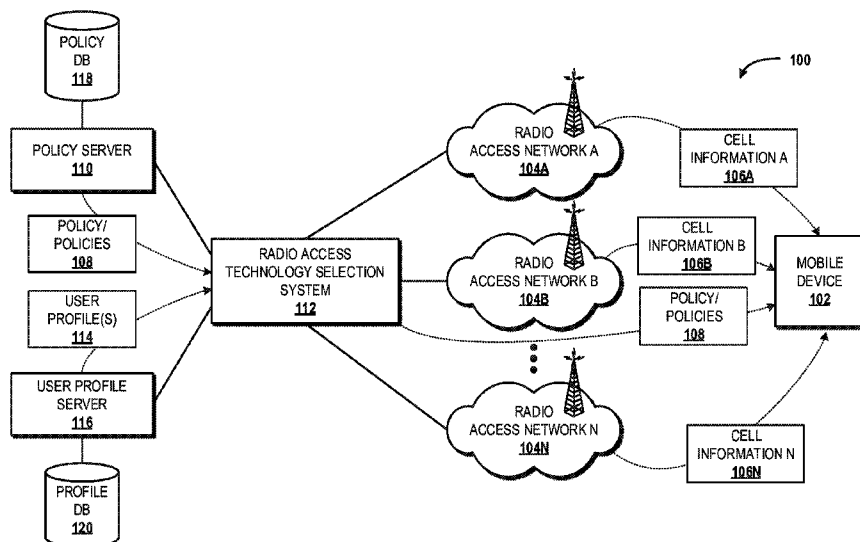 POLICY
DB
118
100
POLICY SERVER
110
POLICY/
POLICIES
108
USER
PROFILE(S)
114
USER PROFILE
SERVER
116
PROFILE
DB
120
RADIO ACCESS
TECHNOLOGY SELECTION
SYSTEM
112
RADIO
ACCESS NETWORK A
104A
CELL
INFORMATION A
106A
RADIO
ACCESS NETWORK B
104B
CELL
INFORMATION B
106B
POLICY/
POLICIES
108
MOBILE
DEVICE
102
RADIO
ACCESS NETWORK N
104N
CELL
INFORMATION N
106N